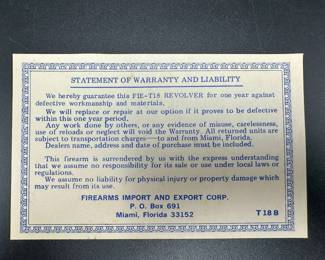 STATEMENT OF WARRANTY AND LIABILITY
We hereby guarantee this FIE-T18 REVOLVER for one year against
defective workmanship and materials.
We will replace or repair at our option if it proves to be defective
within this one year period.
Any work done by others, or any evidence of misuse, carelessness,
use of reloads or neglect will void the Warranty. All returned units are
subject to transportation charges—to and from Miami, Florida.
Dealers name, address and date of purchase must be included.
This firearm is surrendered by us with the express understanding
that we assume no responsibility for its sale or use under local laws or
regulations.
We assume no liability for physical injury or property damage which
may result from its use.
FIREARMS IMPORT AND EXPORT CORP.
P. O. Box 691
Miami, Florida 33152
T 18 B